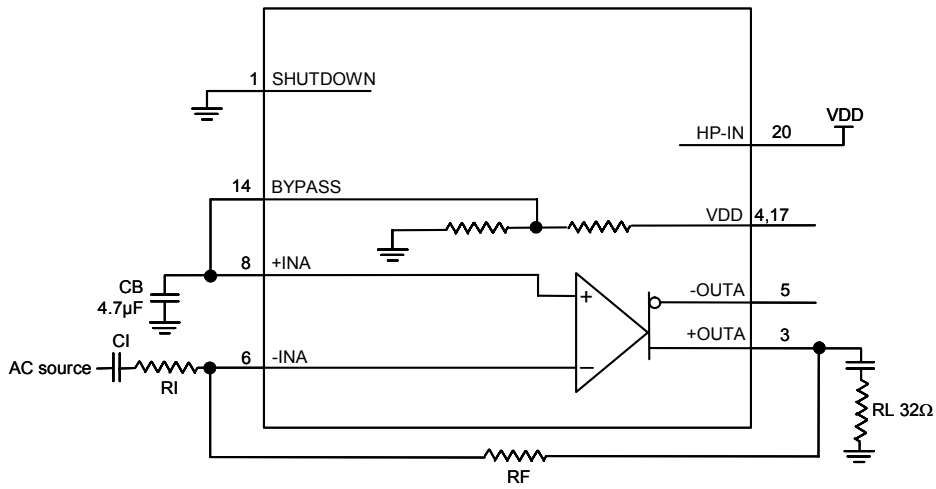 1 SHUTDOWN
VDD
HP-IN 20
14 BYPASS
VDD 4,17
8 +INA
CB
4.7µF
+
-OUTA 5
+OUTA 3
CI
6 -INA
−
AC source
RI
RL 32Ω
RF